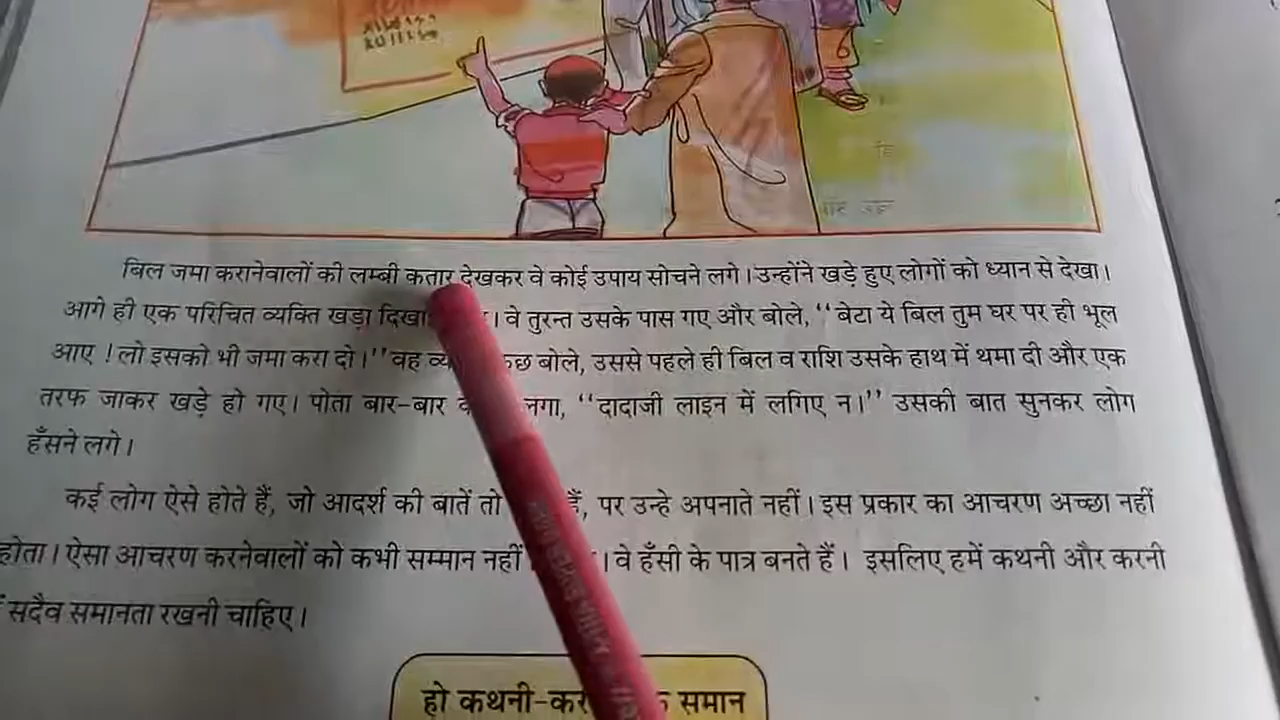 बिल जमा करानेवालों की लम्बी कतार देखकर वे कोई उपाय सोचने लगे। उन्होंने खड़े हुए लोगों को ध्यान से देखा।
आगे ही एक परिचित व्यक्ति खड़ा । वे तुरन्त उसके पास गए और बोले, ‘‘बेटा ये बिल तुम घर पर ही भूल
आए ! लो इसको भी जमा करा दो।’’ वह बोले, उससे पहले ही बिल व राशि उसके हाथ में थमा दी और एक
तरफ जाकर खड़े हो गए। पोता बार-बार ‘‘दादाजी लाइन में लगिए न।’’ उसकी बात सुनकर लोग
हँसने लगे।
कई लोग ऐसे होते हैं, जो आदर्श की बातें तो हैं, पर उन्हे अपनाते नहीं। इस प्रकार का आचरण अच्छा नहीं
होता। ऐसा आचरण करनेवालों को कभी सम्मान नहीं । वे हँसी के पात्र बनते हैं। इसलिए हमें कथनी और करनी
सदैव समानता रखनी चाहिए।
हो समान